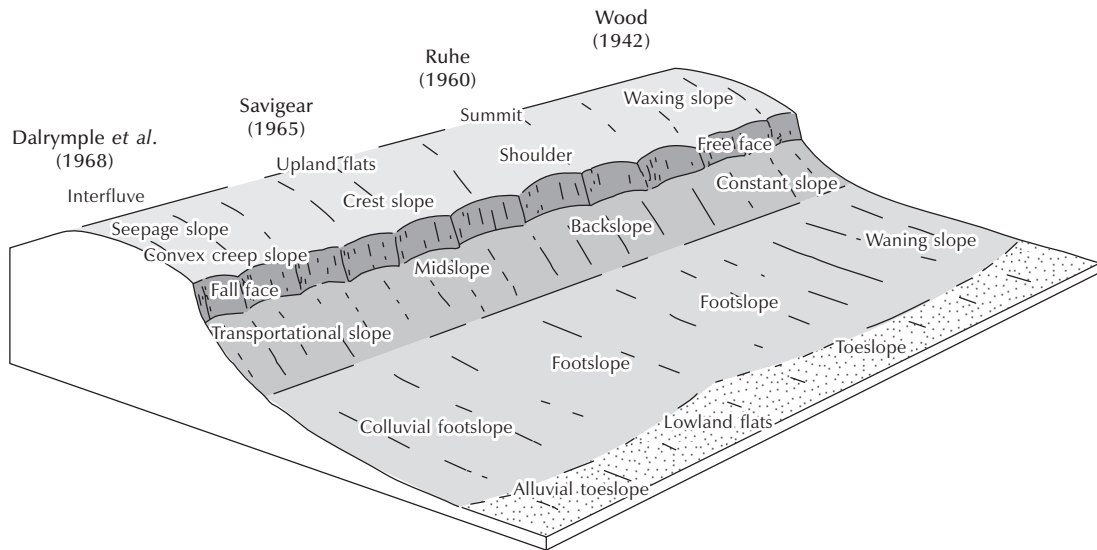 Wood
(1942)
Ruhe
(1960)
Savigear
(1965)
Dalrymple et al.
(1968)
Waxing slope
Summit
Free face
Shoulder
Upland flats
Constant slope
Interfluve
Crest slope
Backslope
Seepage slope
Waning slope
Convex creep slope
Midslope
Fall face
Footslope
Transportational slope
Toeslope
Footslope
Lowland flats
Colluvial footslope
Alluvial toeslope